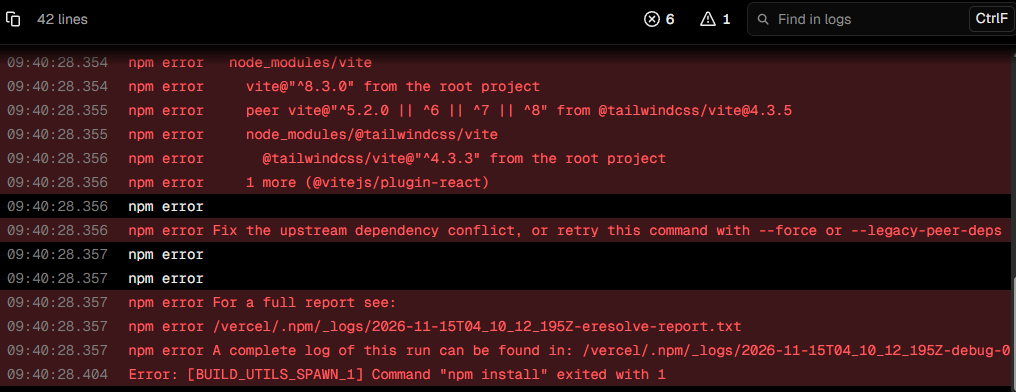 42 lines
6
1
Find in logs
CtrlF
09:40:28.354 npm error node_modules/vite
09:40:28.354 npm error vite@"^8.3.0" from the root project
09:40:28.355 npm error peer vite@"^5.2.0 || ^6 || ^7 || ^8" from @tailwindcss/vite@4.3.5
09:40:28.355 npm error node_modules/@tailwindcss/vite
09:40:28.356 npm error @tailwindcss/vite@"^4.3.3" from the root project
09:40:28.356 npm error 1 more (@vitejs/plugin-react)
09:40:28.356 npm error
09:40:28.356 npm error Fix the upstream dependency conflict, or retry this command with --force or --legacy-peer-deps
09:40:28.357 npm error
09:40:28.357 npm error
09:40:28.357 npm error For a full report see:
09:40:28.357 npm error /vercel/.npm/_logs/2026-11-15T04_10_12_195Z-eresolve-report.txt
09:40:28.357 npm error A complete log of this run can be found in: /vercel/.npm/_logs/2026-11-15T04_10_12_195Z-debug-0
09:40:28.404 Error: [BUILD_UTILS_SPAWN_1] Command "npm install" exited with 1